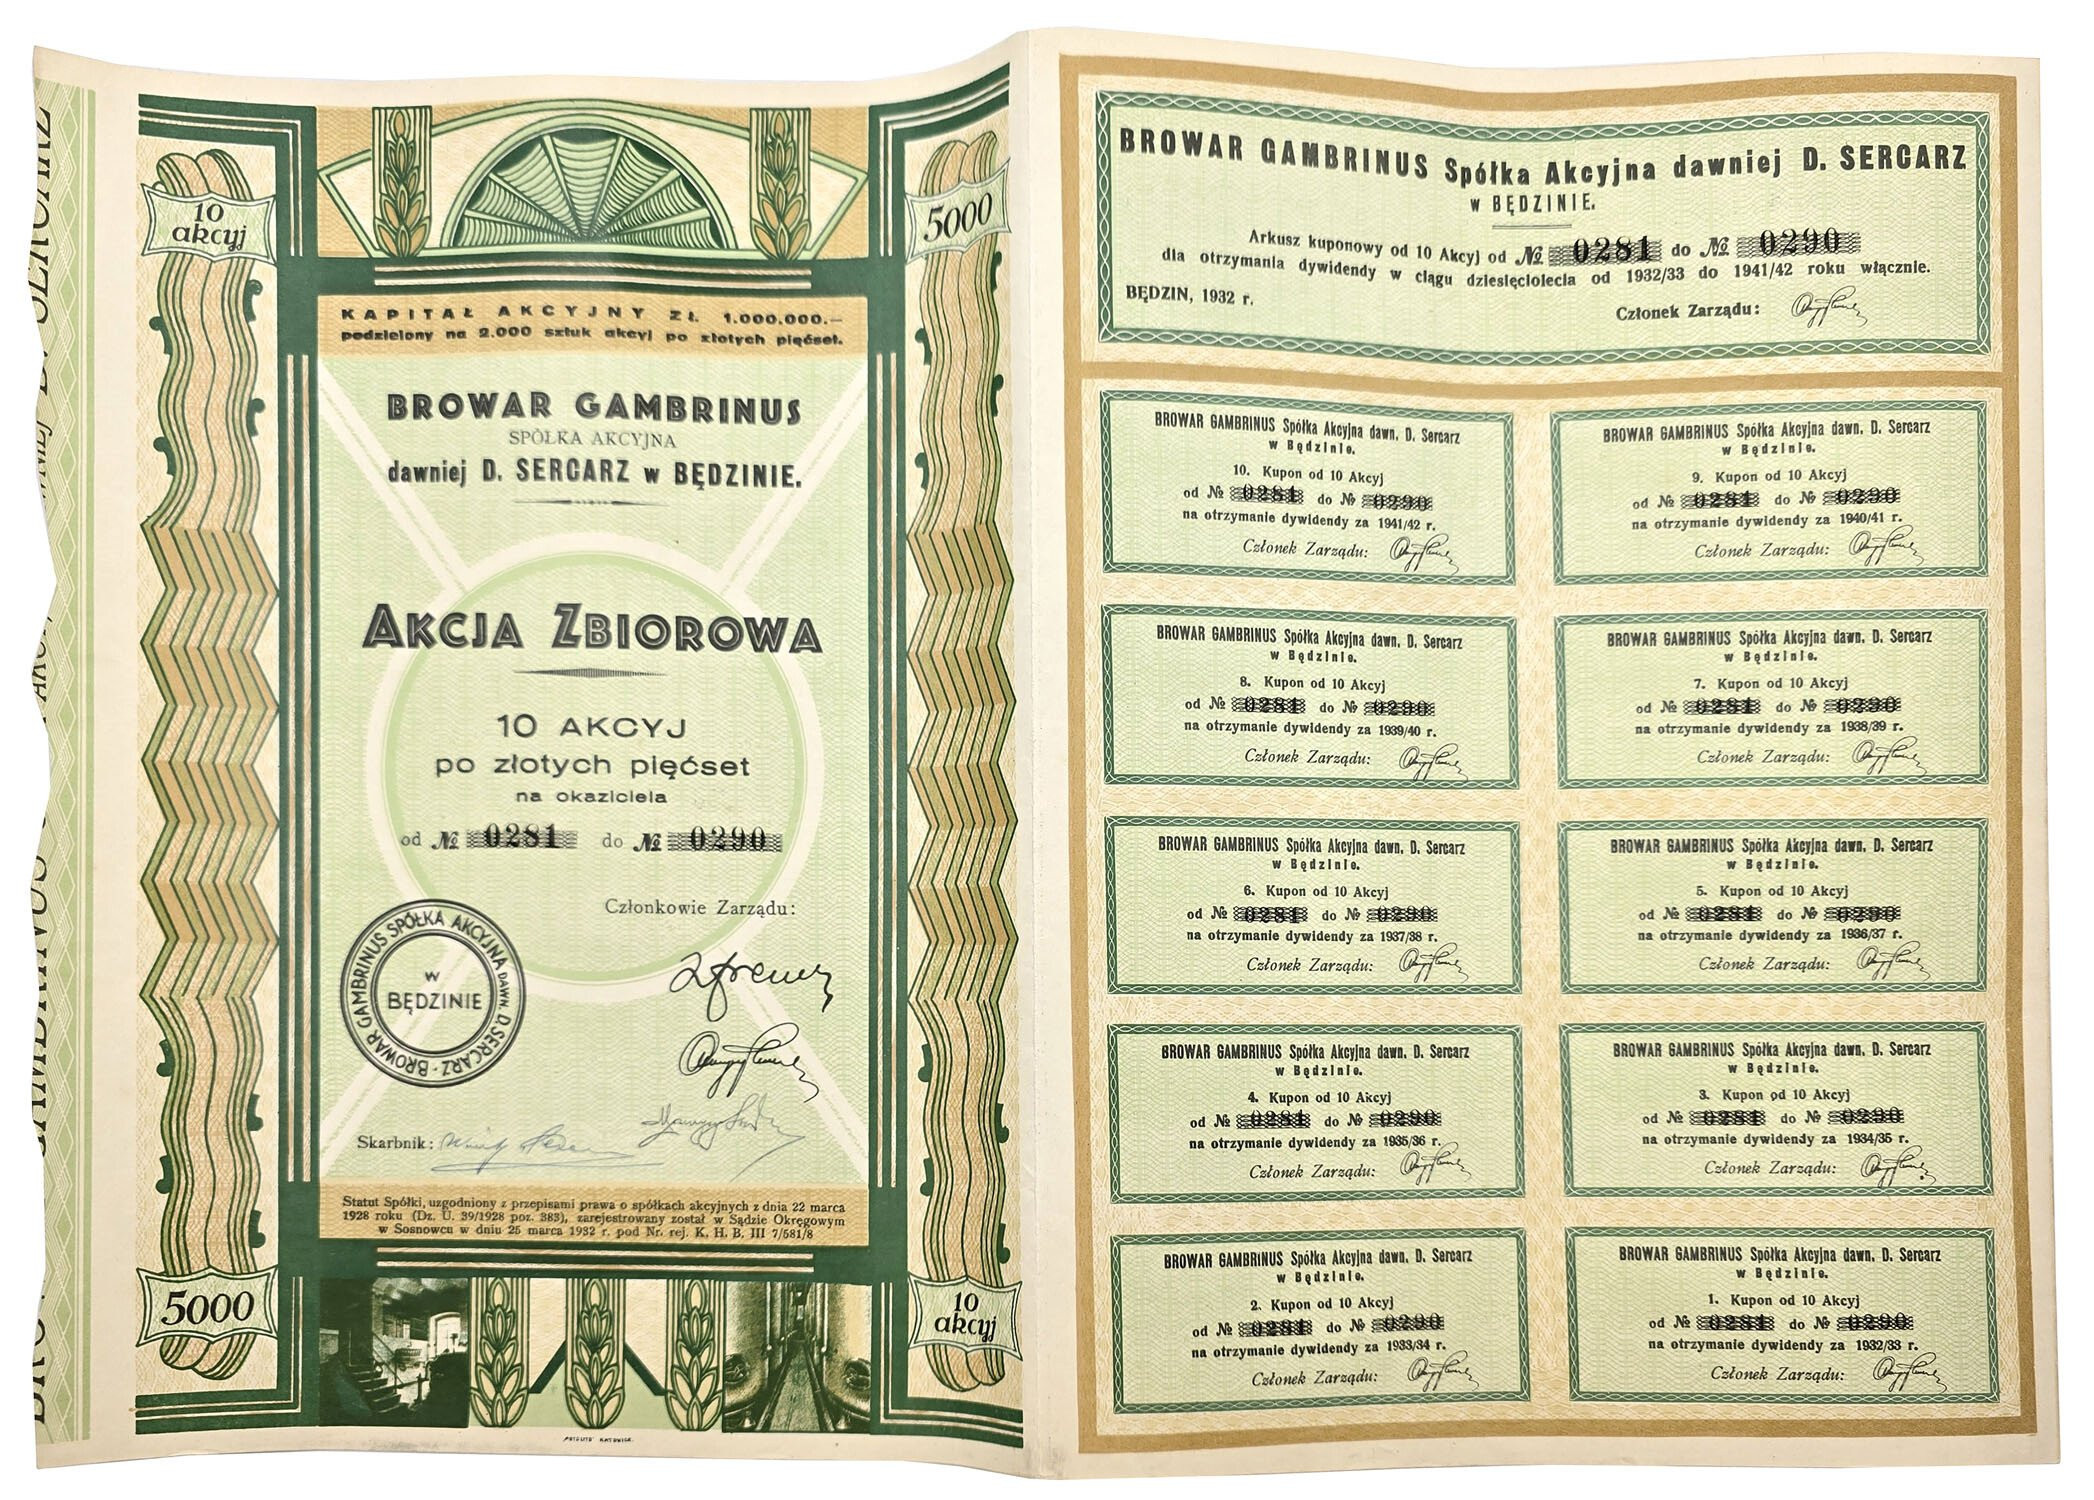 10
akcyj
5000
KAPITAŁ AKCYJNY ZŁ. 1.000.000.—
podzielony na 2.000 sztuk akcyj po złotych pięćset.
BROWAR GAMBRINUS
SPÓŁKA AKCYJNA
dawniej D. SERCARZ w BĘDZINIE.
AKCJA ZBIOROWA
10 AKCYJ
po złotych pięćset
na okaziciela
od № 0281 do № 0290
Członkowie Zarządu:
BROWAR GAMBRINUS SPÓŁKA AKCYJNA DAWN. D. SERCARZ -
w
BĘDZINIE
Skarbnik:
Statut Spółki, uzgodniony z przepisami prawa o spółkach akcyjnych z dnia 22 marca
1928 roku (Dz. U. 39/1928 poz. 383), zarejestrowany został w Sądzie Okręgowym
w Sosnowcu w dniu 25 marca 1932 r. pod Nr. rej. K. H. B. III 7/581/8
5000
10
akcyj
KATOWICE.
BROWAR GAMBRINUS Spółka Akcyjna dawniej D. SERCARZ
w BĘDZINIE.
Arkusz kuponowy od 10 Akcyj od № 0281 do № 0290
dla otrzymania dywidendy w ciągu dziesięciolecia od 1932/33 do 1941/42 roku włącznie.
BĘDZIN, 1932 r.
Członek Zarządu:
BROWAR GAMBRINUS Spółka Akcyjna dawn. D. Sercarz
w Będzinie.
10. Kupon od 10 Akcyj
od № 0281 do № 0290
na otrzymanie dywidendy za 1941/42 r.
Członek Zarządu:
BROWAR GAMBRINUS Spółka Akcyjna dawn. D. Sercarz
w Będzinie.
9. Kupon od 10 Akcyj
od № 0281 do № 0290
na otrzymanie dywidendy za 1940/41 r.
Członek Zarządu:
BROWAR GAMBRINUS Spółka Akcyjna dawn. D. Sercarz
w Będzinie.
8. Kupon od 10 Akcyj
od № 0281 do № 0290
na otrzymanie dywidendy za 1939/40 r.
Członek Zarządu:
BROWAR GAMBRINUS Spółka Akcyjna dawn. D. Sercarz
w Będzinie.
7. Kupon od 10 Akcyj
od № 0281 do № 0290
na otrzymanie dywidendy za 1938/39 r.
Członek Zarządu:
BROWAR GAMBRINUS Spółka Akcyjna dawn. D. Sercarz
w Będzinie.
6. Kupon od 10 Akcyj
od № 0281 do № 0290
na otrzymanie dywidendy za 1937/38 r.
Członek Zarządu:
BROWAR GAMBRINUS Spółka Akcyjna dawn. D. Sercarz
w Będzinie.
5. Kupon od 10 Akcyj
od № 0281 do № 0290
na otrzymanie dywidendy za 1936/37 r.
Członek Zarządu:
BROWAR GAMBRINUS Spółka Akcyjna dawn. D. Sercarz
w Będzinie.
4. Kupon od 10 Akcyj
od № 0281 do № 0290
na otrzymanie dywidendy za 1935/36 r.
Członek Zarządu:
BROWAR GAMBRINUS Spółka Akcyjna dawn. D. Sercarz
w Będzinie.
3. Kupon od 10 Akcyj
od № 0281 do № 0290
na otrzymanie dywidendy za 1934/35 r.
Członek Zarządu:
BROWAR GAMBRINUS Spółka Akcyjna dawn. D. Sercarz
w Będzinie.
2. Kupon od 10 Akcyj
od № 0281 do № 0290
na otrzymanie dywidendy za 1933/34 r.
Członek Zarządu:
BROWAR GAMBRINUS Spółka Akcyjna dawn. D. Sercarz
w Będzinie.
1. Kupon od 10 Akcyj
od № 0281 do № 0290
na otrzymanie dywidendy za 1932/33 r.
Członek Zarządu: